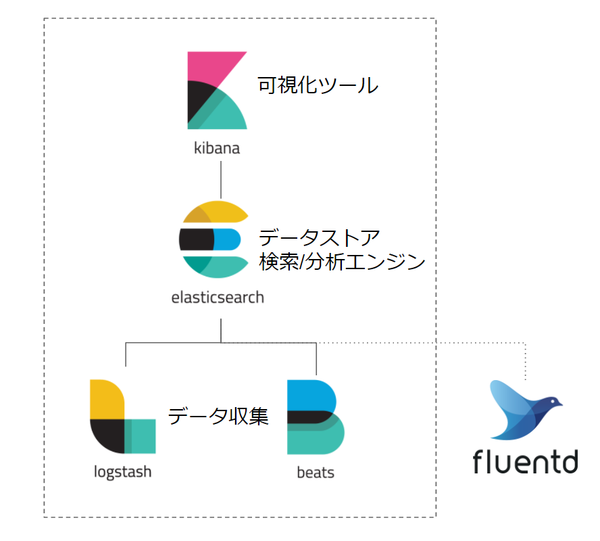 可視化ツール
kibana
データストア
検索/分析エンジン
elasticsearch
データ収集
logstash
beats
fluentd